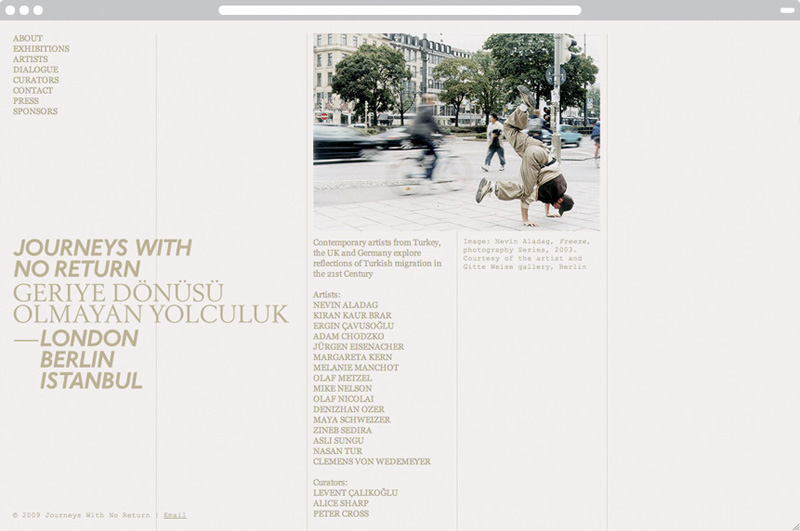 ABOUT
EXHIBITIONS
ARTISTS
DIALOGUE
CURATORS
CONTACT
PRESS
SPONSORS
JOURNEYS WITH
NO RETURN
GERIYE DÖNÜSÜ
OLMAYAN YOLCULUK
—LONDON
BERLIN
ISTANBUL
© 2009 Journeys With No Return | Email
Contemporary artists from Turkey,
the UK and Germany explore
reflections of Turkish migration in
the 21st Century
Artists:
NEVIN ALADAG
KIRAN KAUR BRAR
ERGIN ÇAVUSOĞLU
ADAM CHODZKO
JÜRGEN EISENACHER
MARGARETA KERN
MELANIE MANCHOT
OLAF METZEL
MIKE NELSON
OLAF NICOLAI
DENIZHAN OZER
MAYA SCHWEIZER
ZINEB SEDIRA
ASLI SUNGU
NASAN TUR
CLEMENS VON WEDEMEYER
Curators:
LEVENT ÇALIKOĞLU
ALICE SHARP
PETER CROSS
Image: Nevin Aladag, Freeze,
photography Series, 2003.
Courtesy of the artist and
Gitte Weise gallery, Berlin